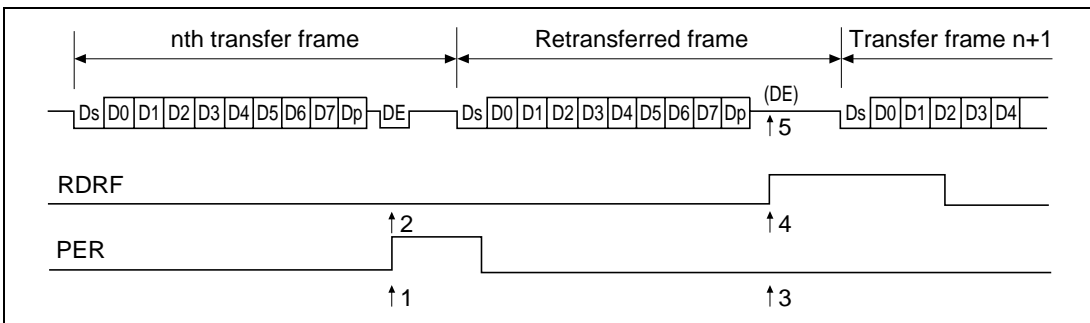 nth transfer frame Retransferred frame Transfer frame n+1
(DE)
Ds D0 D1 D2 D3 D4 D5 D6 D7 Dp DE Ds D0 D1 D2 D3 D4 D5 D6 D7 Dp Ds D0 D1 D2 D3 D4
5
RDRF
2 4
PER
1 3